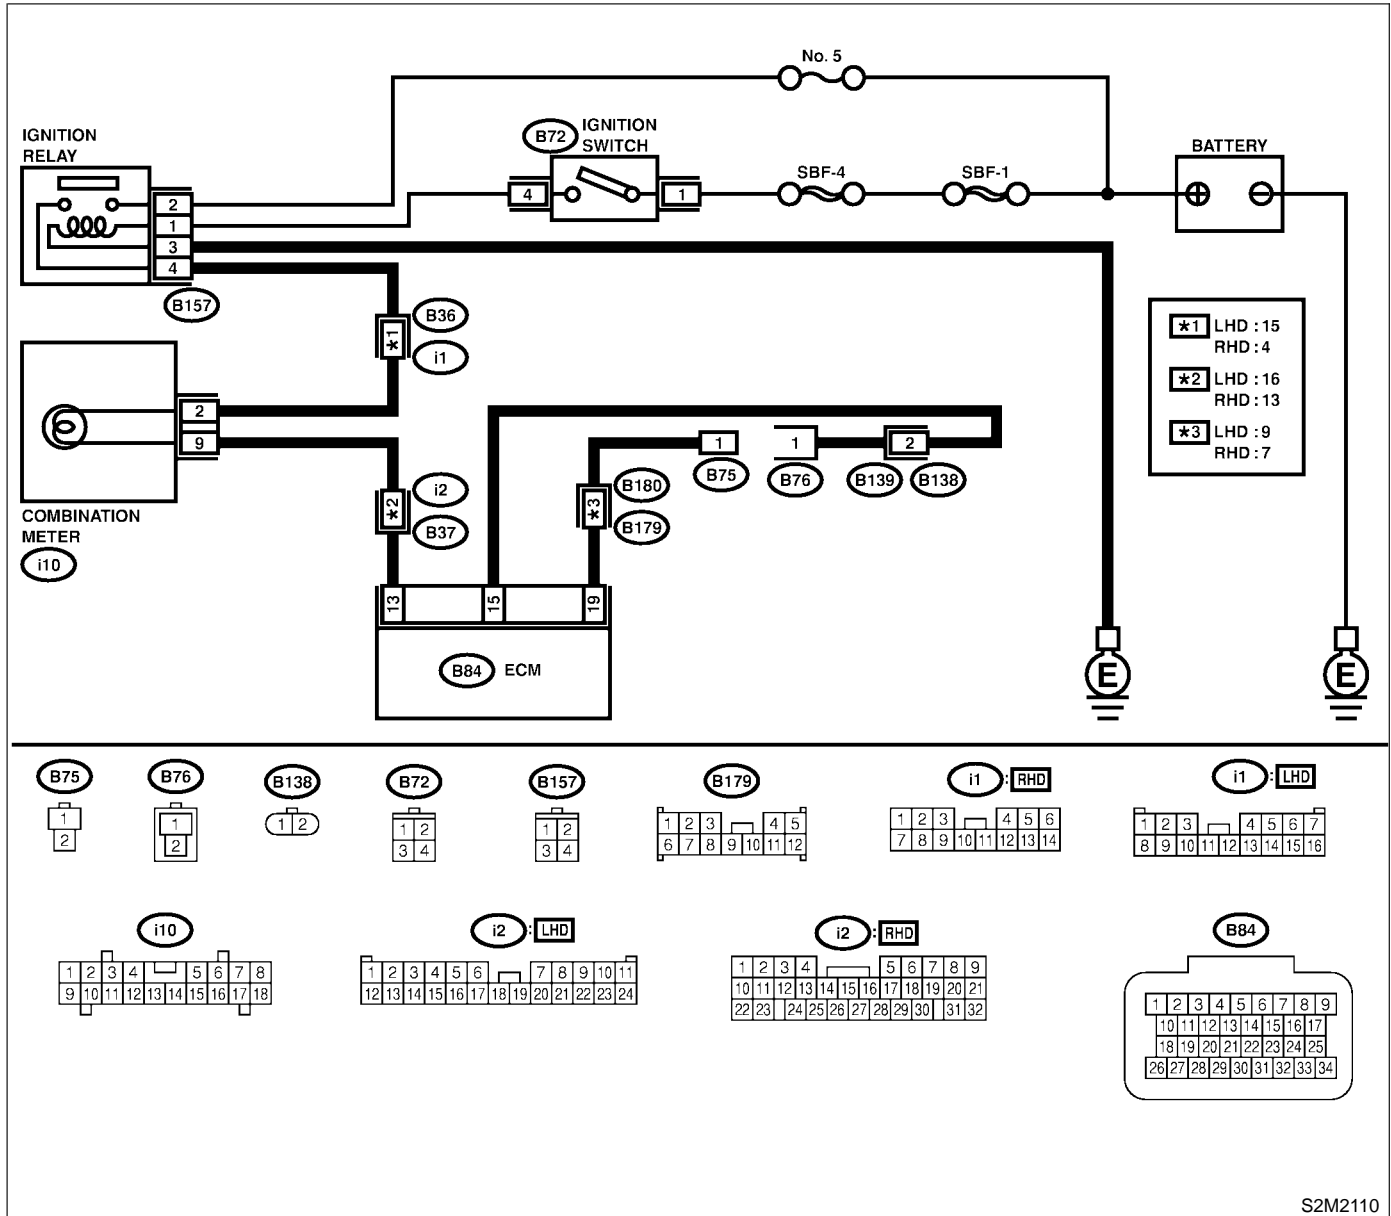 No. 5
IGNITION
RELAY
B72
IGNITION
SWITCH
SBF-4
SBF-1
BATTERY
4
1
2
1
3
4
B157
B36
*1
i1
*1 LHD : 15
RHD : 4
*2 LHD : 16
RHD : 13
*3 LHD : 9
RHD : 7
2
9
1
B75
1
B76
2
B139
B138
COMBINATION
METER
i10
i2
*2
B37
B180
*3
B179
13
15
19
B84
ECM
E
E
B75
1
2
B76
1
2
B138
1 2
B72
1 2
3 4
B157
1 2
3 4
B179
1 2 3 4 5
6 7 8 9 10 11 12
i1 : RHD
1 2 3 4 5 6
7 8 9 10 11 12 13 14
i1 : LHD
1 2 3 4 5 6 7
8 9 10 11 12 13 14 15 16
i10
1 2 3 4 5 6 7 8
9 10 11 12 13 14 15 16 17 18
i2 : LHD
1 2 3 4 5 6 7 8 9 10 11
12 13 14 15 16 17 18 19 20 21 22 23 24
i2 : RHD
1 2 3 4 5 6 7 8 9
10 11 12 13 14 15 16 17 18 19 20 21
22 23 24 25 26 27 28 29 30 31 32
B84
1 2 3 4 5 6 7 8 9
10 11 12 13 14 15 16 17
18 19 20 21 22 23 24 25
26 27 28 29 30 31 32 33 34
S2M2110